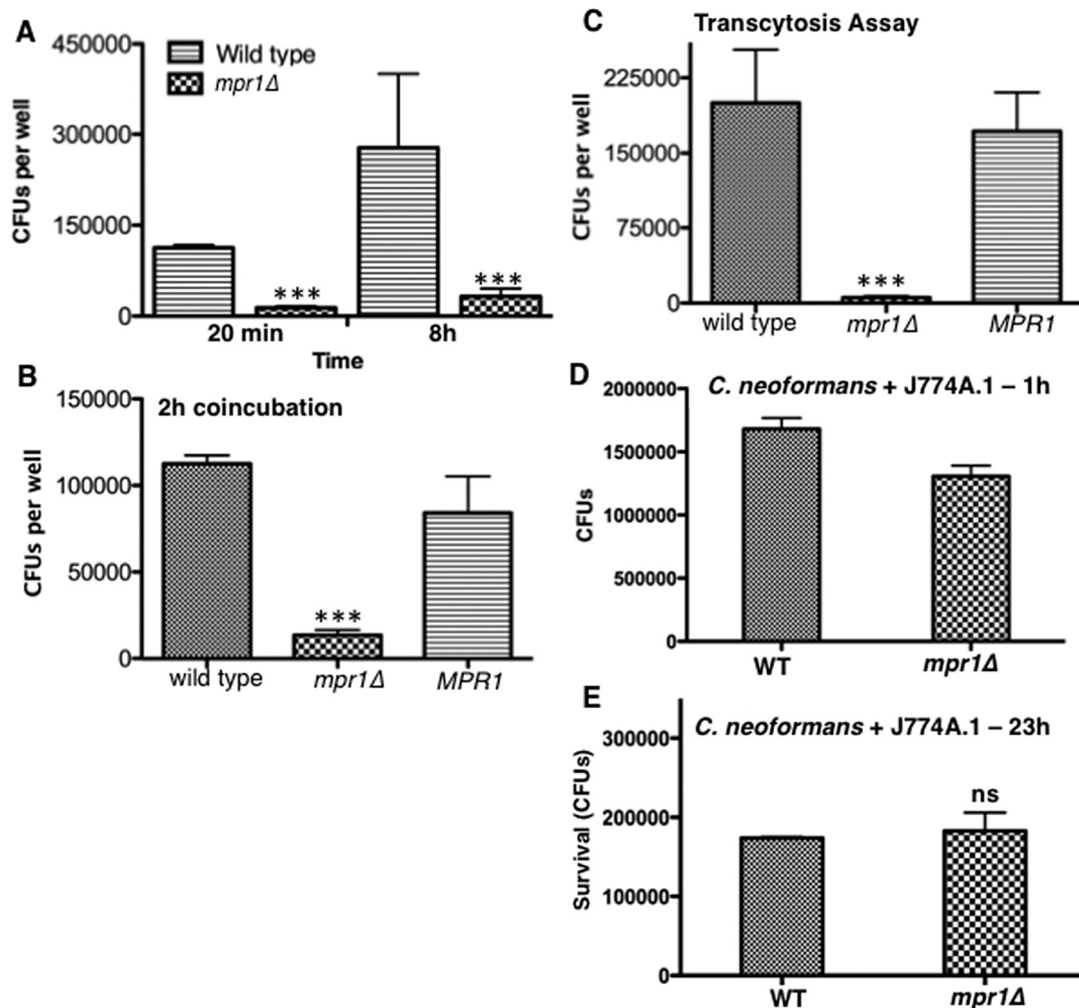 A
CFUs per well
450000
300000
150000
0
Wild type
mpr1Δ
***
***
20 min
8h
Time
B
2h coincubation
CFUs per well
150000
100000
50000
0
***
wild type
mpr1Δ
MPR1
C
Transcytosis Assay
CFUs per well
225000
150000
75000
0
***
wild type
mpr1Δ
MPR1
D
C. neoformans + J774A.1 – 1h
CFUs
2000000
1500000
1000000
500000
0
WT
mpr1Δ
E
C. neoformans + J774A.1 – 23h
Survival (CFUs)
300000
200000
100000
0
ns
WT
mpr1Δ